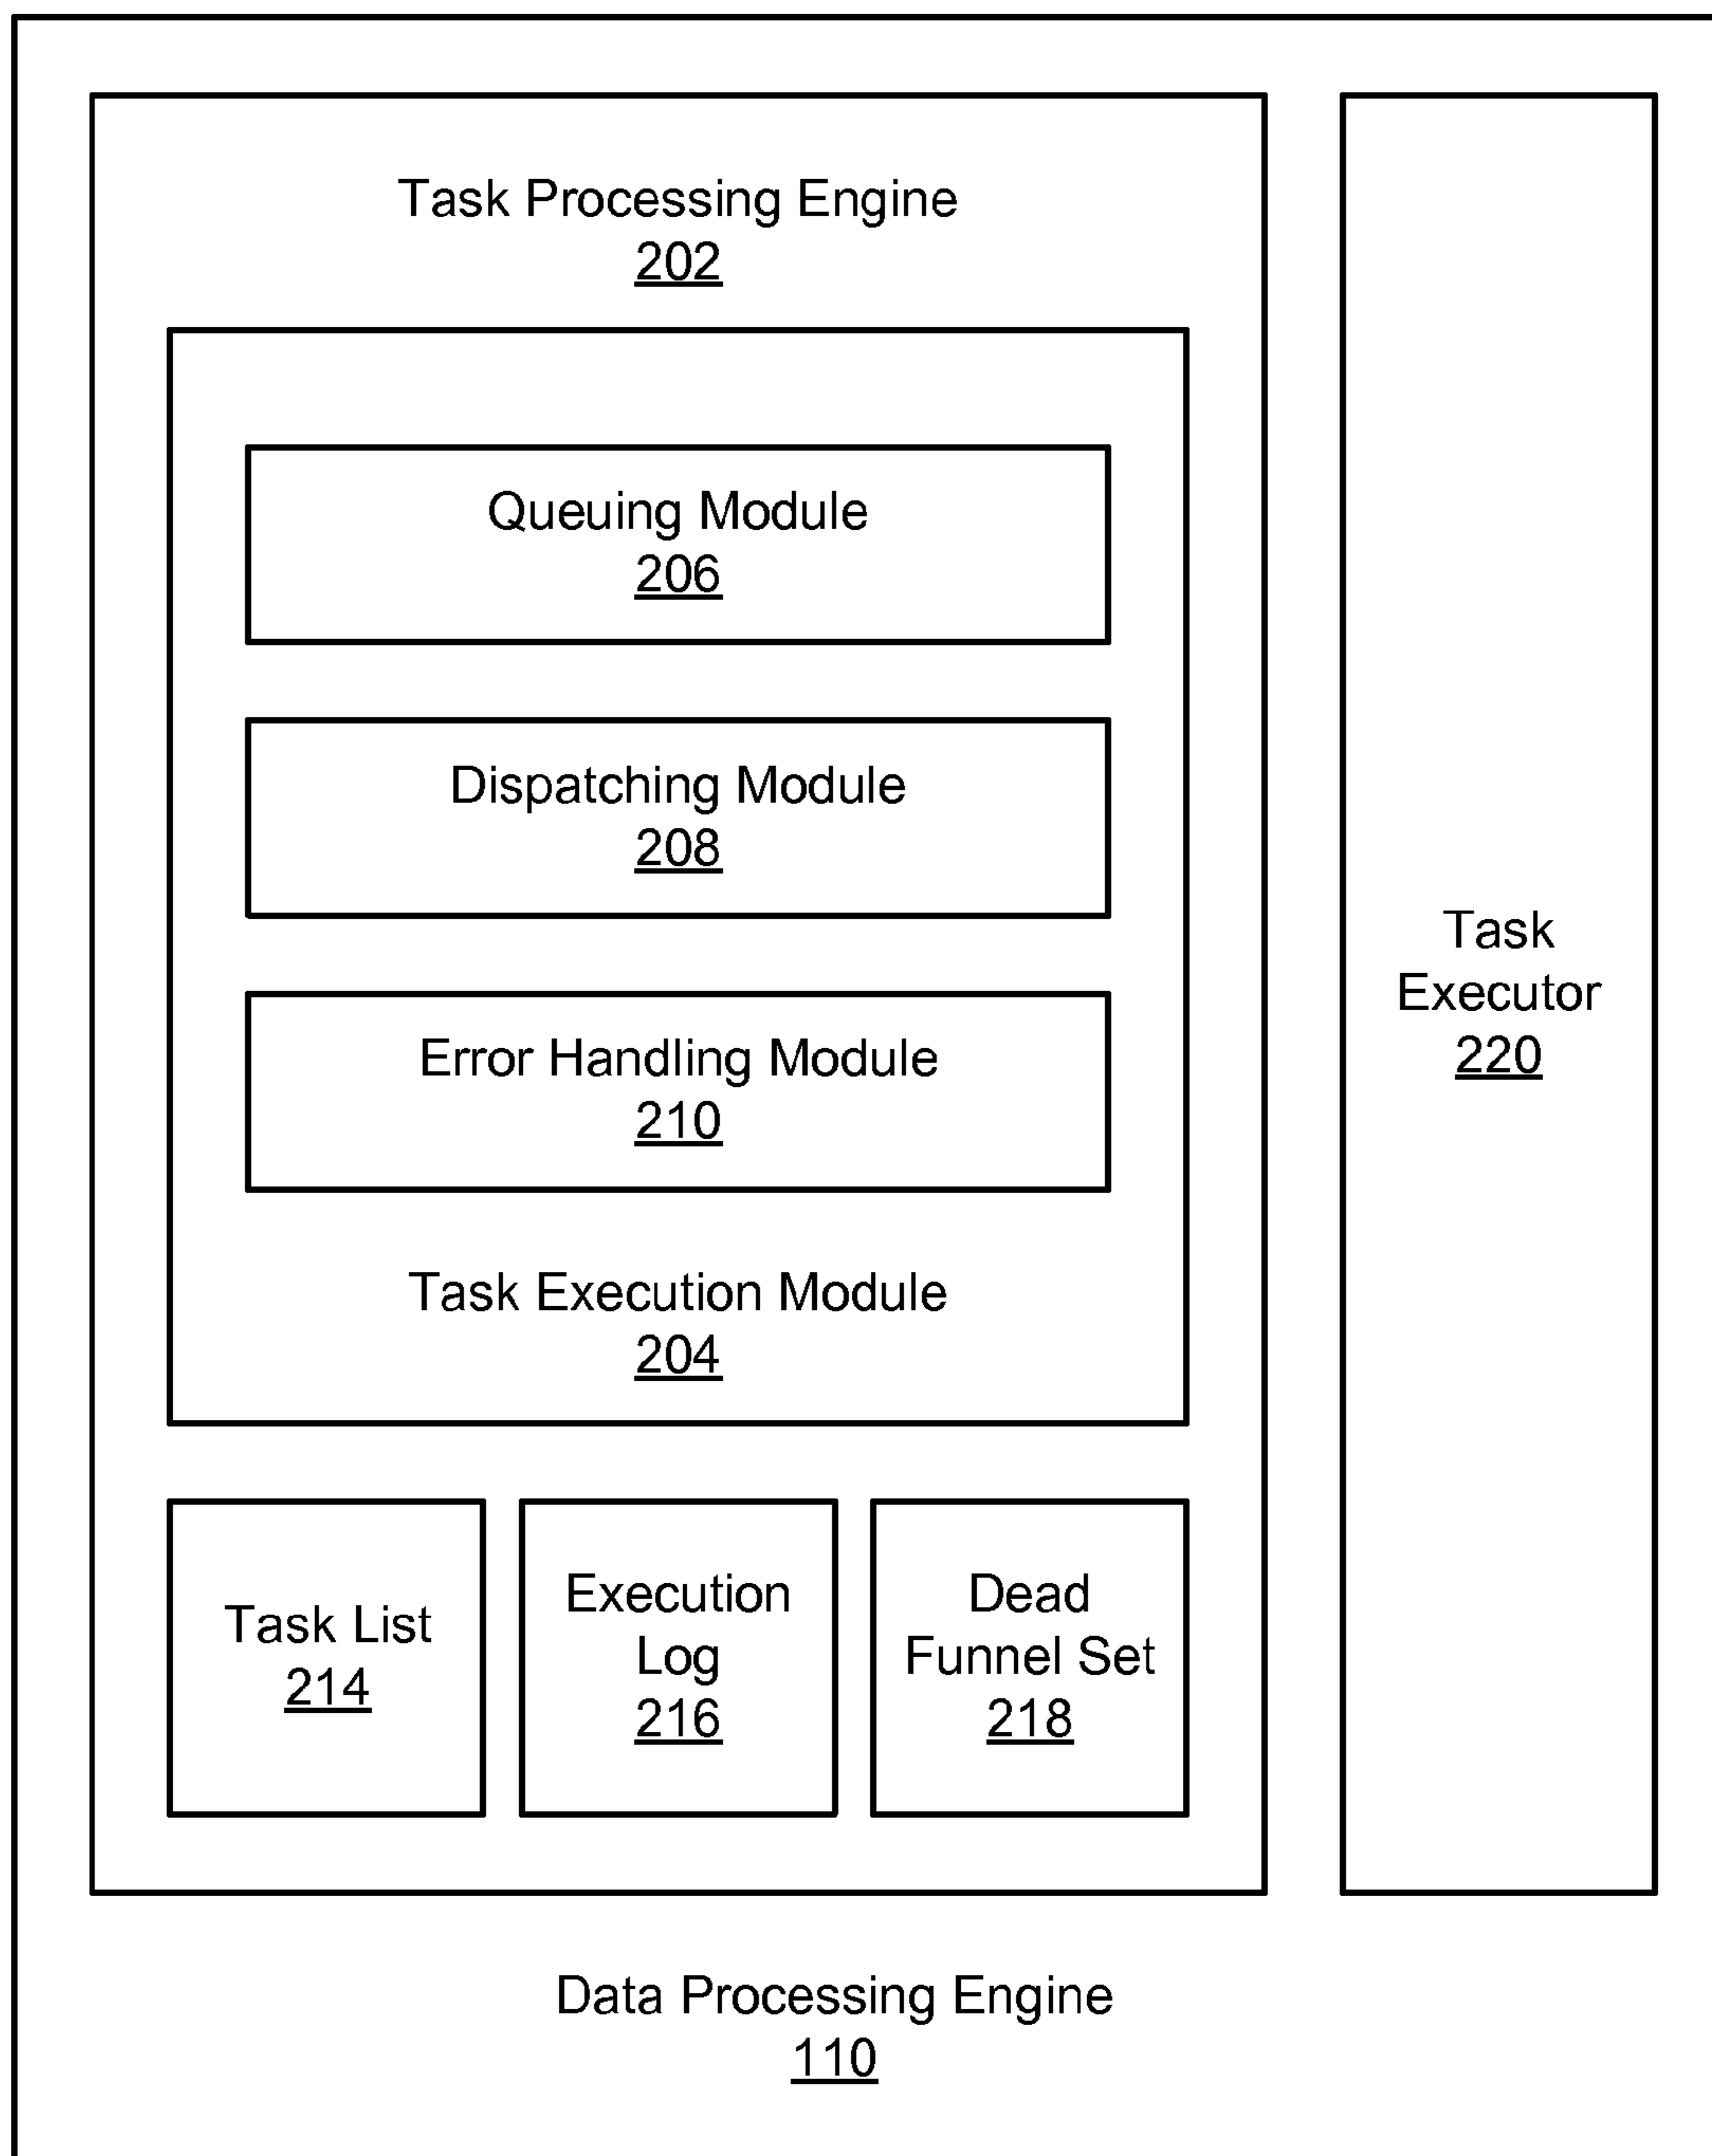 Task Processing Engine
202
Queuing Module
206
Dispatching Module
208
Error Handling Module
210
Task Execution Module
204
Task List
214
Execution
Log
216
Dead
Funnel Set
218
Task
Executor
220
Data Processing Engine
110